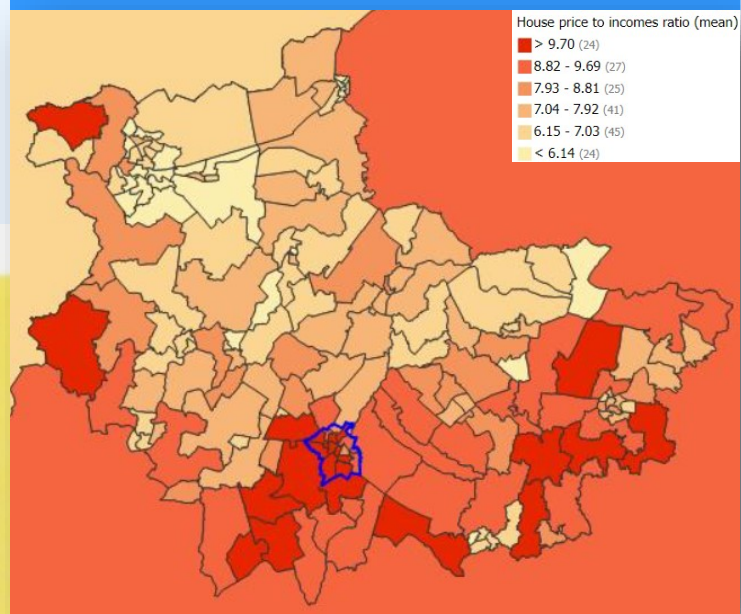 House price to incomes ratio (mean)
> 9.70 (24)
8.82 - 9.69 (27)
7.93 - 8.81 (25)
7.04 - 7.92 (41)
6.15 - 7.03 (45)
< 6.14 (24)